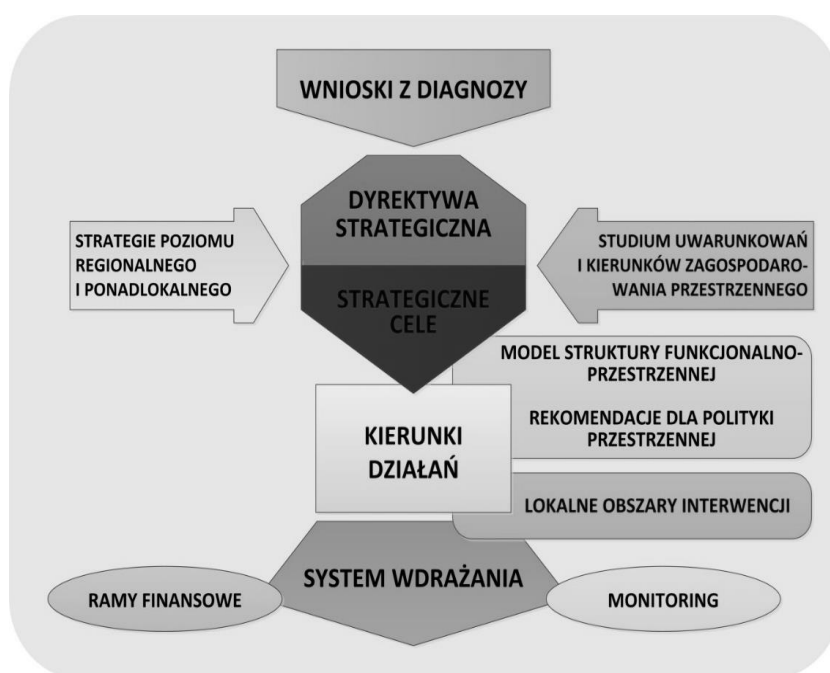 WNIOSKI Z DIAGNOZY
DYREKTYWA
STRATEGICZNA
STRATEGIE POZIOMU
REGIONALNEGO
I PONADLOKALNEGO
STUDIUM UWARUNKOWAŃ
I KIERUNKÓW ZAGOSPODARO-
WANIA PRZESTRZENNEGO
STRATEGICZNE
CELE
MODEL STRUKTURY FUNKCJONALNO-
PRZESTRZENNEJ
REKOMENDACJE DLA POLITYKI
PRZESTRZENNEJ
KIERUNKI
DZIAŁAŃ
LOKALNE OBSZARY INTERWENCJI
SYSTEM WDRAŻANIA
RAMY FINANSOWE
MONITORING